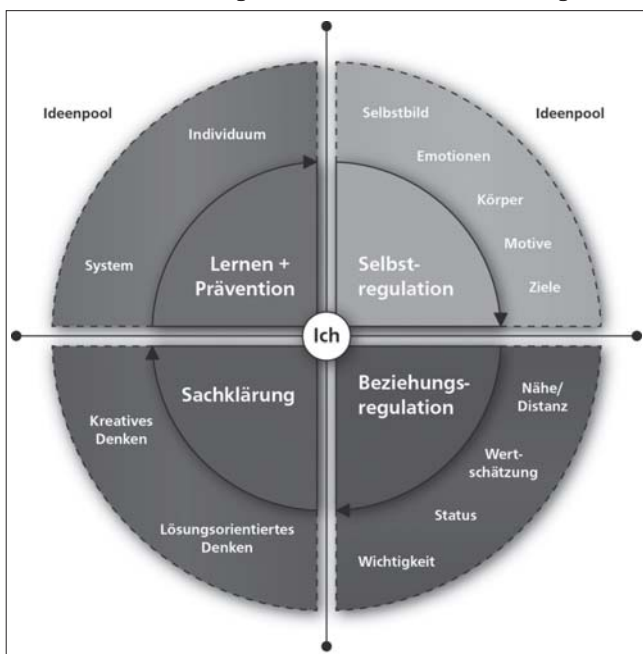 Ideenpool
Individuum
System
Lernen +
Prävention
Selbstbild
Emotionen
Körper
Motive
Ziele
Ideenpool
Selbst-
regulation
Ich
Sachklärung
Kreatives
Denken
Lösungsorientiertes
Denken
Beziehungs-
regulation
Nähe/
Distanz
Wert-
schätzung
Status
Wichtigkeit